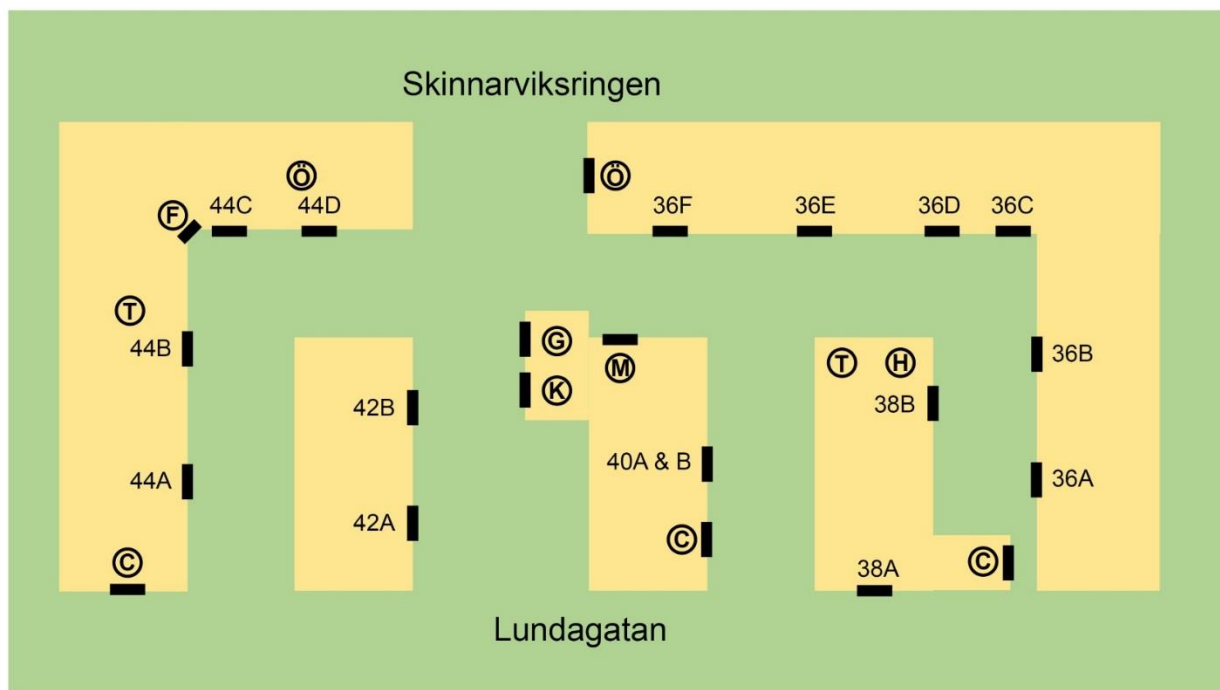 Skinnarviksringen
Ö
Ö
F
44C
44D
36F
36E
36D
36C
T
44B
G
M
T
H
36B
K
42B
38B
44A
40A & B
36A
42A
C
C
38A
C
Lundagatan